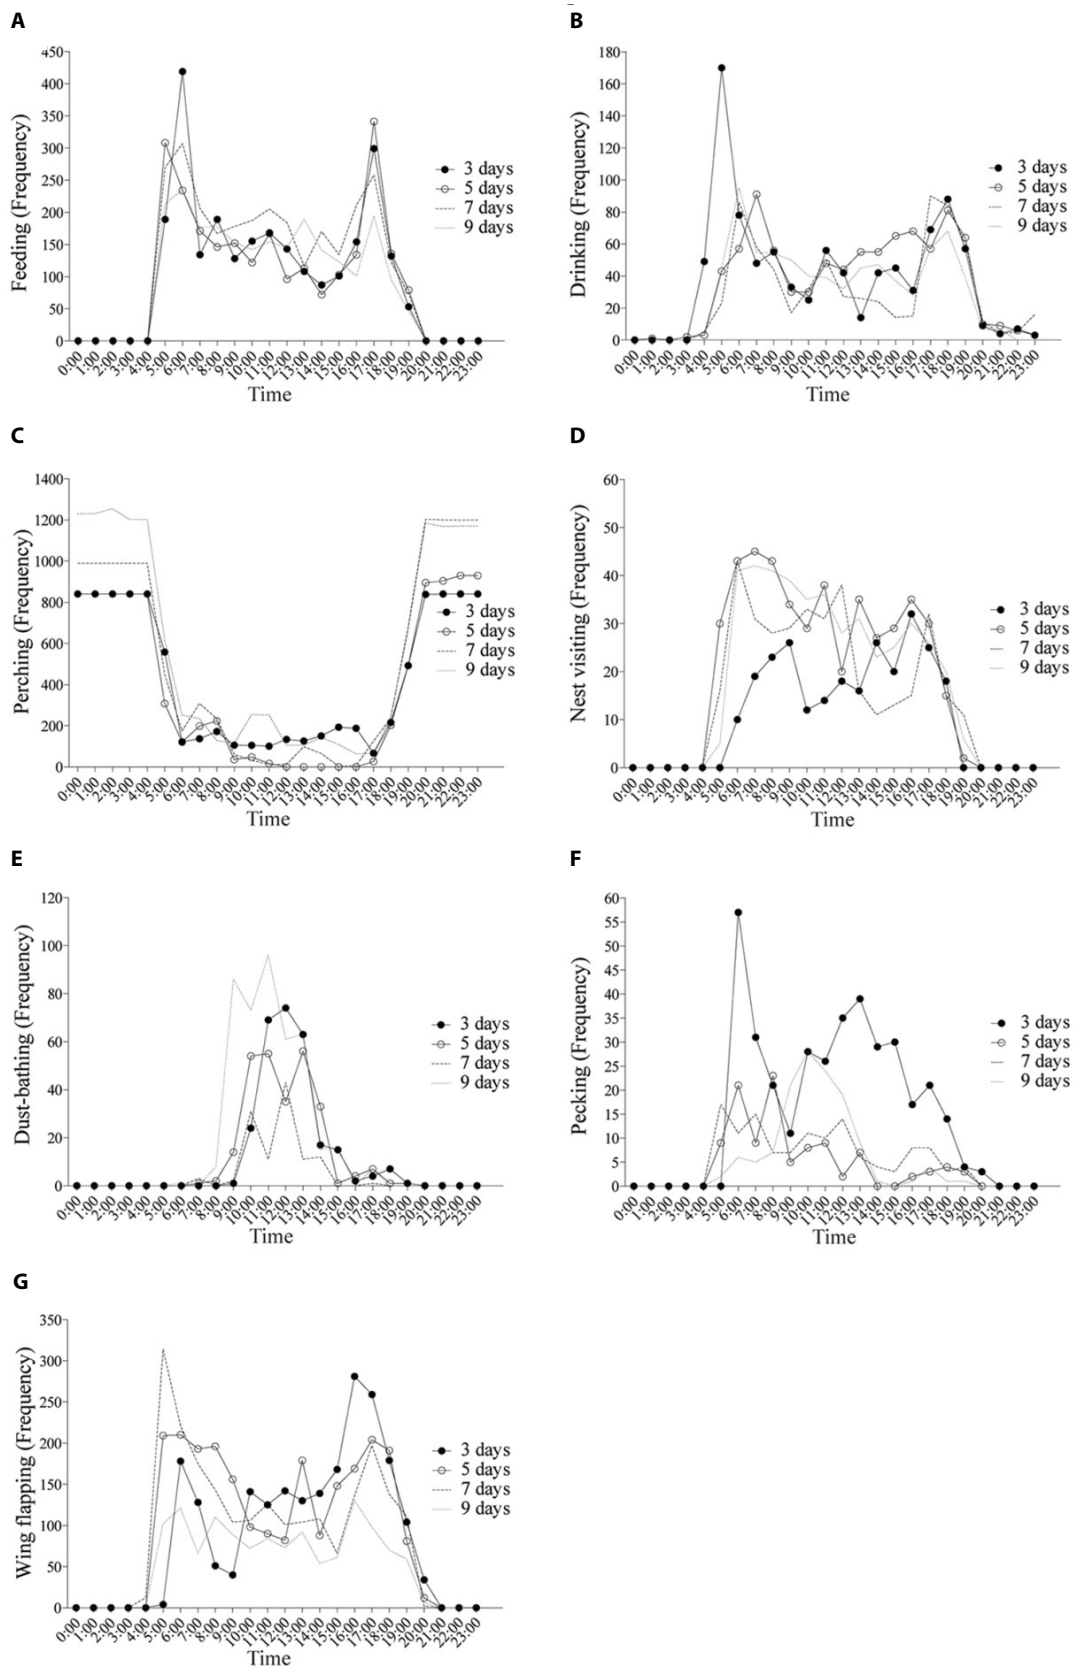 A
Feeding (Frequency)
450
400
350
300
250
200
150
100
50
0
0:00 1:00 2:00 3:00 4:00 5:00 6:00 7:00 8:00 9:00 10:00 11:00 12:00 13:00 14:00 15:00 16:00 17:00 18:00 19:00 20:00 21:00 22:00 23:00
Time
3 days
5 days
7 days
9 days
B
Drinking (Frequency)
180
160
140
120
100
80
60
40
20
0
0:00 1:00 2:00 3:00 4:00 5:00 6:00 7:00 8:00 9:00 10:00 11:00 12:00 13:00 14:00 15:00 16:00 17:00 18:00 19:00 20:00 21:00 22:00 23:00
Time
3 days
5 days
7 days
9 days
C
Perching (Frequency)
1400
1200
1000
800
600
400
200
0
0:00 1:00 2:00 3:00 4:00 5:00 6:00 7:00 8:00 9:00 10:00 11:00 12:00 13:00 14:00 15:00 16:00 17:00 18:00 19:00 20:00 21:00 22:00 23:00
Time
3 days
5 days
7 days
9 days
D
Nest visiting (Frequency)
60
50
40
30
20
10
0
0:00 1:00 2:00 3:00 4:00 5:00 6:00 7:00 8:00 9:00 10:00 11:00 12:00 13:00 14:00 15:00 16:00 17:00 18:00 19:00 20:00 21:00 22:00 23:00
Time
3 days
5 days
7 days
9 days
E
Dust-bathing (Frequency)
120
100
80
60
40
20
0
0:00 1:00 2:00 3:00 4:00 5:00 6:00 7:00 8:00 9:00 10:00 11:00 12:00 13:00 14:00 15:00 16:00 17:00 18:00 19:00 20:00 21:00 22:00 23:00
Time
3 days
5 days
7 days
9 days
F
Pecking (Frequency)
60
55
50
45
40
35
30
25
20
15
10
5
0
0:00 1:00 2:00 3:00 4:00 5:00 6:00 7:00 8:00 9:00 10:00 11:00 12:00 13:00 14:00 15:00 16:00 17:00 18:00 19:00 20:00 21:00 22:00 23:00
Time
3 days
5 days
7 days
9 days
G
Wing flapping (Frequency)
350
300
250
200
150
100
50
0
0:00 1:00 2:00 3:00 4:00 5:00 6:00 7:00 8:00 9:00 10:00 11:00 12:00 13:00 14:00 15:00 16:00 17:00 18:00 19:00 20:00 21:00 22:00 23:00
Time
3 days
5 days
7 days
9 days